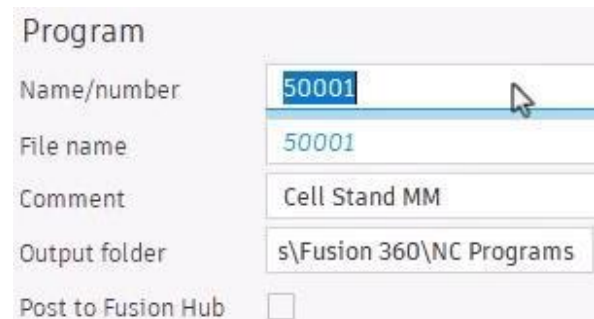 Program
Name/number 50001
File name 50001
Comment Cell Stand MM
Output folder s\Fusion 360\NC Programs
Post to Fusion Hub